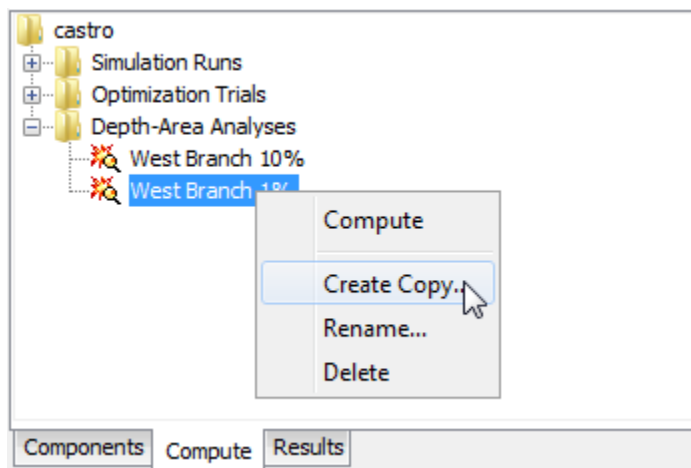 castro
Simulation Runs
Optimization Trials
Depth-Area Analyses
West Branch 10%
West Branch 1%
Compute
Create Copy...
Rename...
Delete
Components
Compute
Results